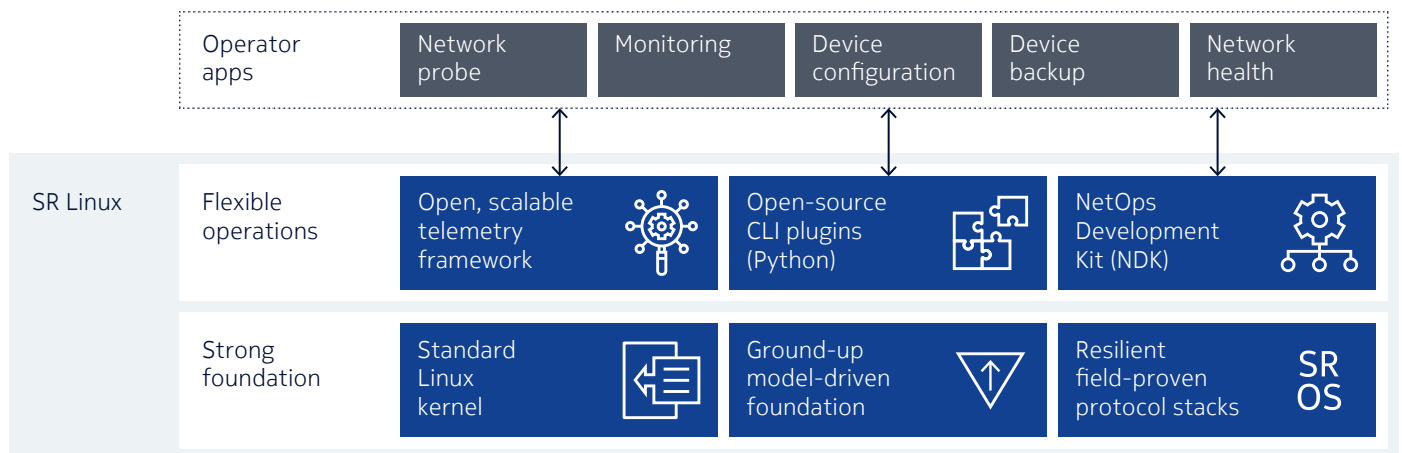 Operator
apps
Network
probe
Monitoring
Device
configuration
Device
backup
Network
health
SR Linux
Flexible
operations
Open, scalable
telemetry
framework
Open-source
CLI plugins
(Python)
NetOps
Development
Kit (NDK)
Strong
foundation
Standard
Linux
kernel
Ground-up
model-driven
foundation
Resilient
field-proven
protocol stacks
SR
OS